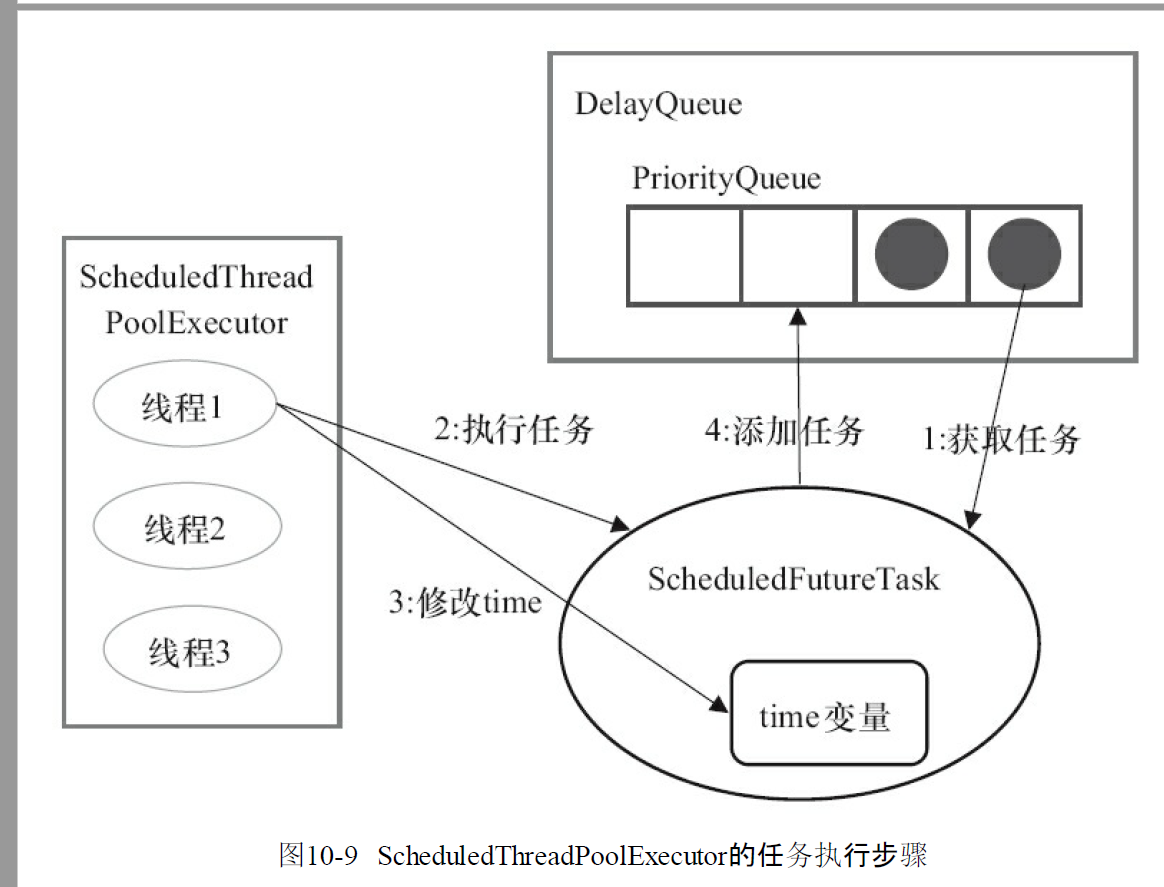 DelayQueue
PriorityQueue
ScheduledThread
PoolExecutor
线程1
线程2
线程3
2:执行任务
4:添加任务
1:获取任务
3:修改time
ScheduledFutureTask
time变量
图10-9 ScheduledThreadPoolExecutor的任务执行步骤